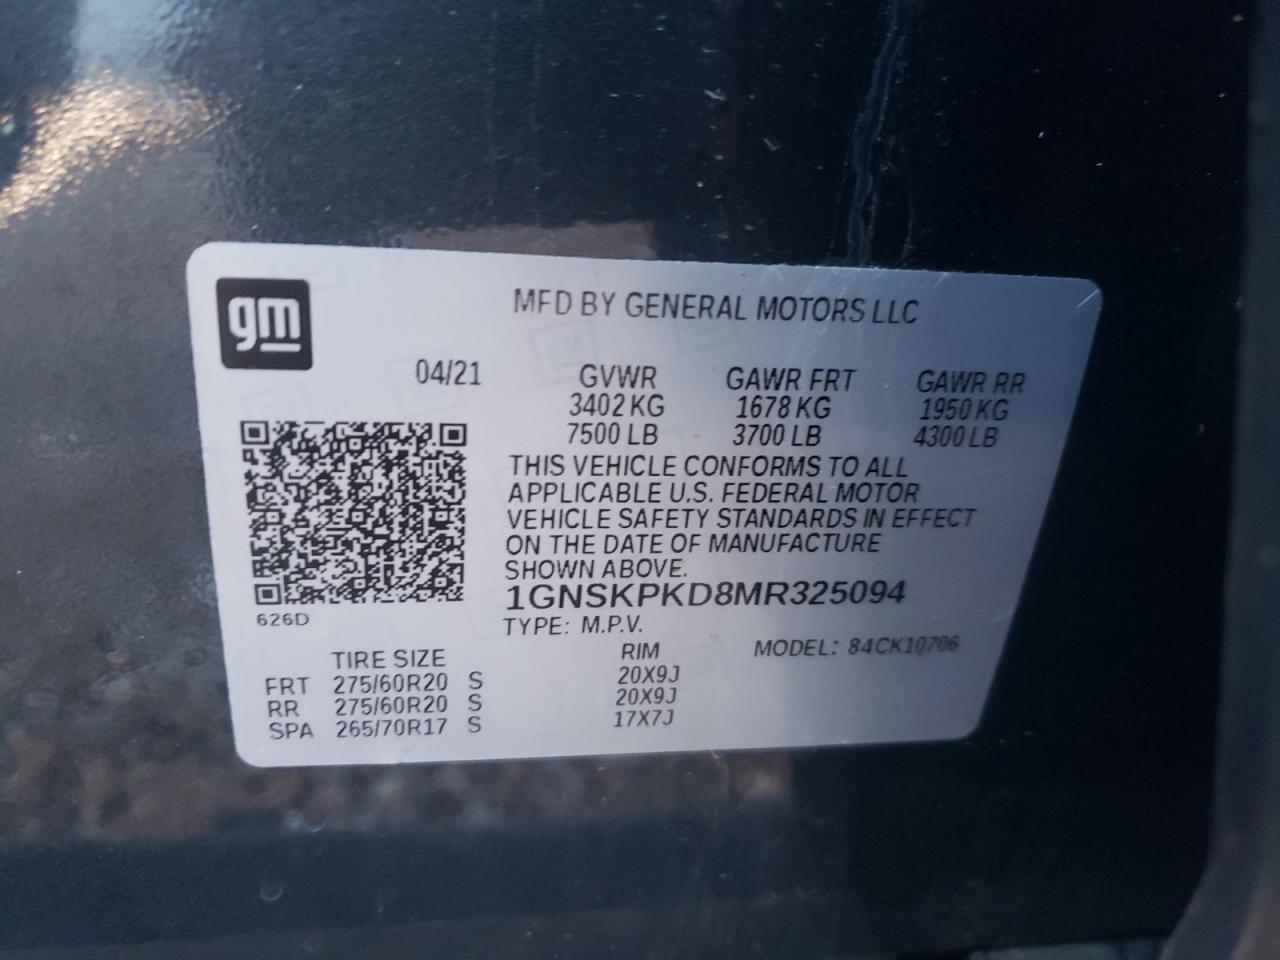 gm
MFD BY GENERAL MOTORS LLC
04/21 GVWR GAWR FRT GAWR RR
3402 KG 1678 KG 1950 KG
7500 LB 3700 LB 4300 LB
THIS VEHICLE CONFORMS TO ALL
APPLICABLE U.S. FEDERAL MOTOR
VEHICLE SAFETY STANDARDS IN EFFECT
ON THE DATE OF MANUFACTURE
SHOWN ABOVE.
1GNSKPKD8MR325094
626D
TYPE: M.P.V. MODEL: 84CK10706
TIRE SIZE RIM
FRT 275/60R20 S 20X9J
RR 275/60R20 S 20X9J
SPA 265/70R17 S 17X7J